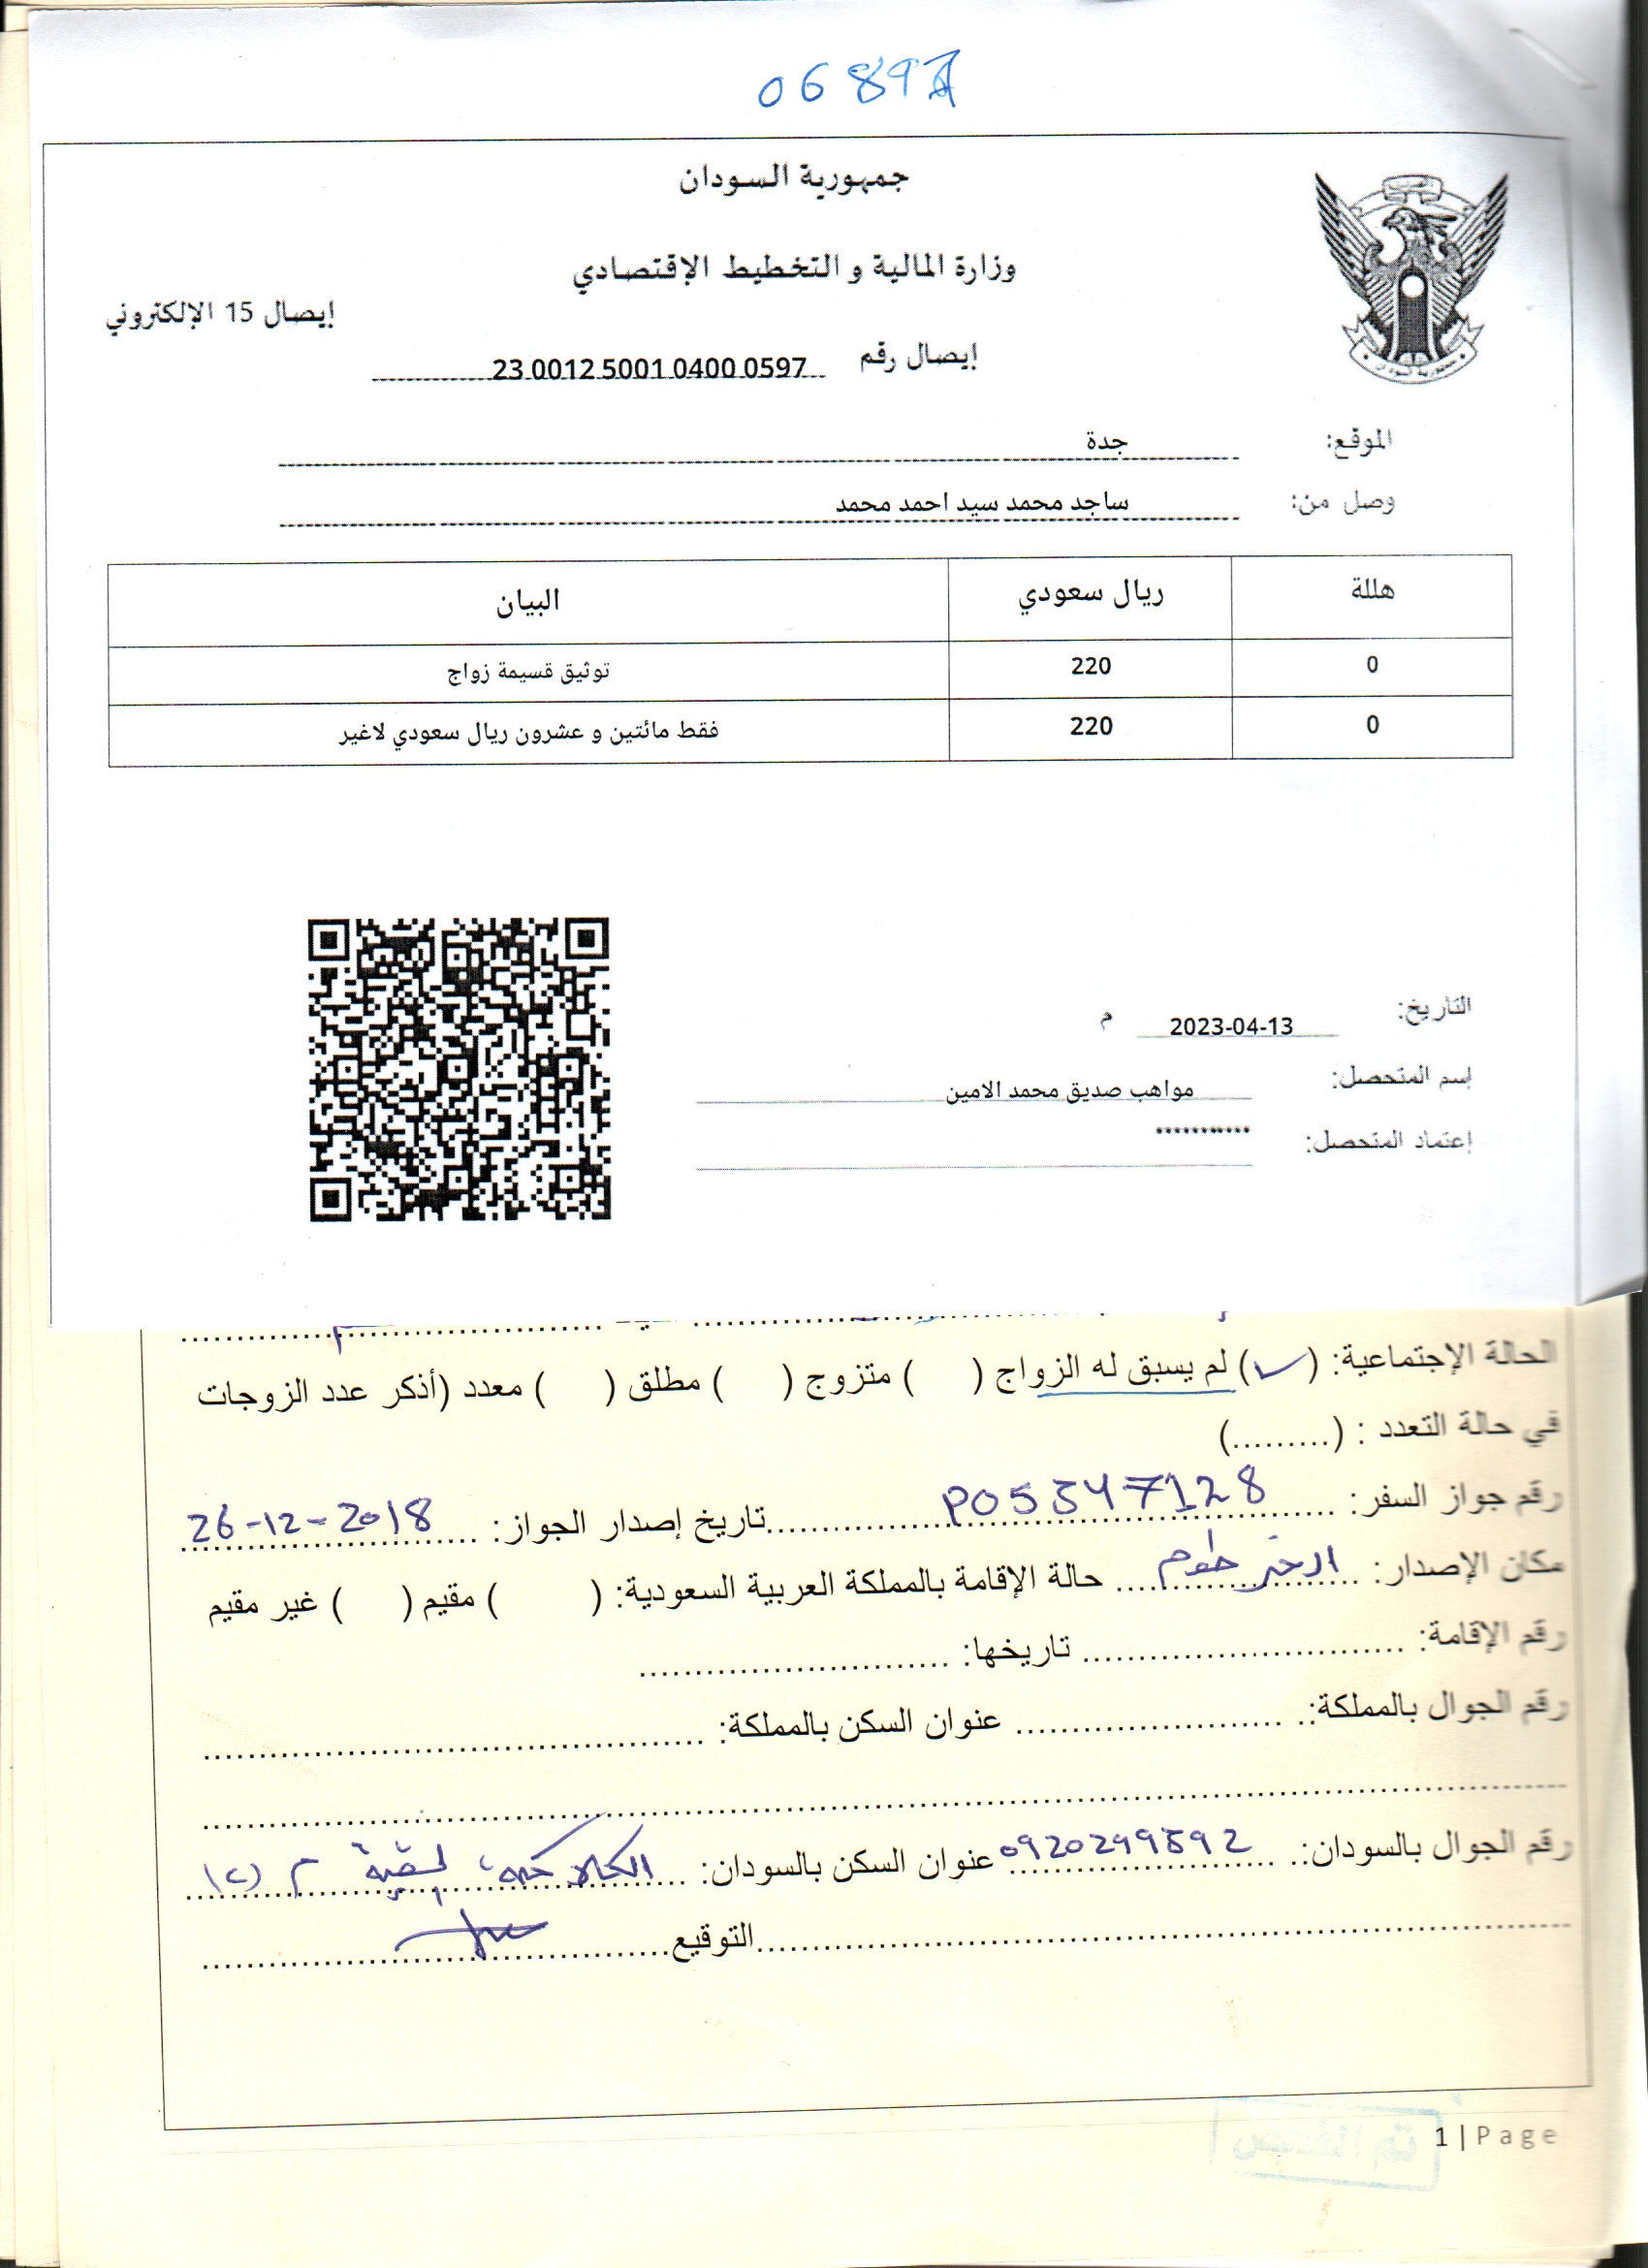 جمهورية السودان
وزارة المالية و التخطيط الإقتصادي
إيصال 15 الإلكتروني
إيصال رقم 23 0012 5001 0400 0597
الموقع: جدة
وصل من: ساجد محمد سيد احمد محمد
هللة ريال سعودي البيان
0 220 توثيق قسيمة زواج
0 220 فقط مائتين و عشرون ريال سعودي لاغير
التاريخ: 2023-04-13 م
إسم المتحصل: مواهب صديق محمد الامين
إعتماد المتحصل: ***********
الحالة الإجتماعية: (✓) لم يسبق له الزواج ( ) متزوج ( ) مطلق ( ) معدد (أذكر عدد الزوجات
في حالة التعدد : (.........)
رقم جواز السفر: P05547128 تاريخ إصدار الجواز: 26-12-2018
مكان الإصدار: الخرطوم حالة الإقامة بالمملكة العربية السعودية: ( ) مقيم ( ) غير مقيم
رقم الإقامة: تاريخها:
رقم الجوال بالمملكة: عنوان السكن بالمملكة:
رقم الجوال بالسودان: 0920299592 عنوان السكن بالسودان: الكلاكلة
التوقيع
1 | Page
تم الفحص